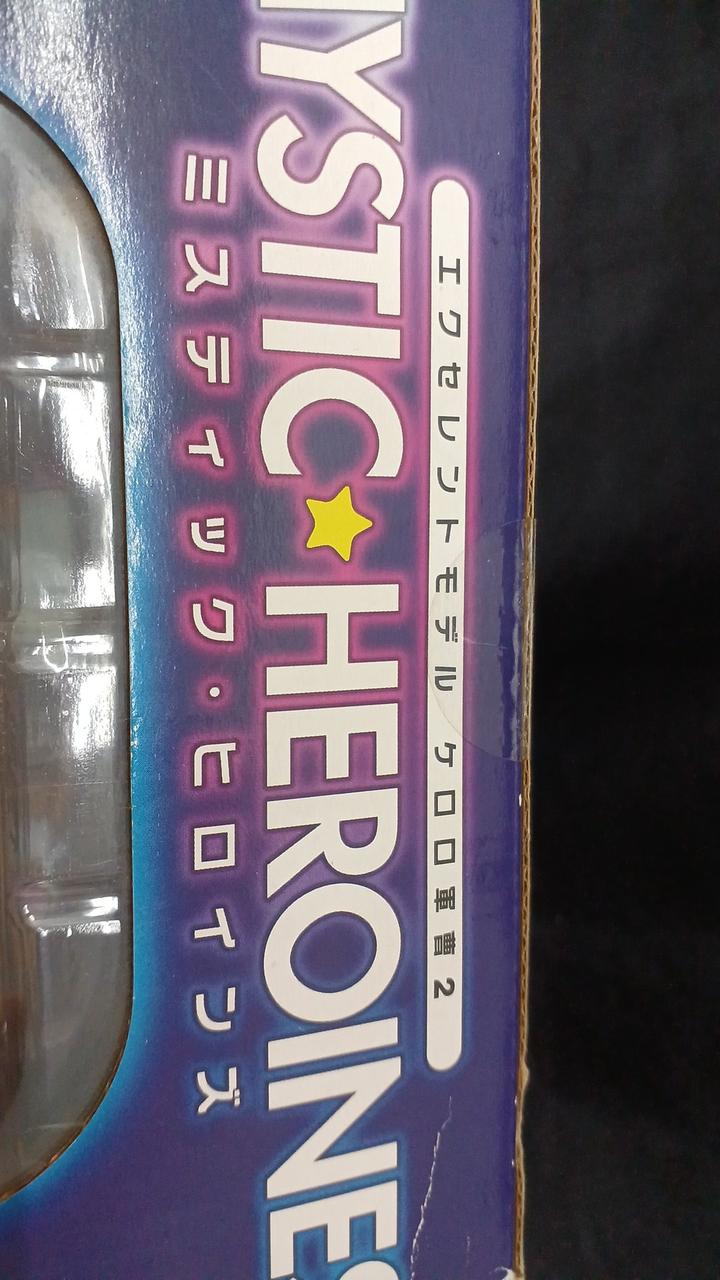 エクセレントモデル ケロロ軍曹2
MYSTIC★HEROINES
ミスティック・ヒロインズ